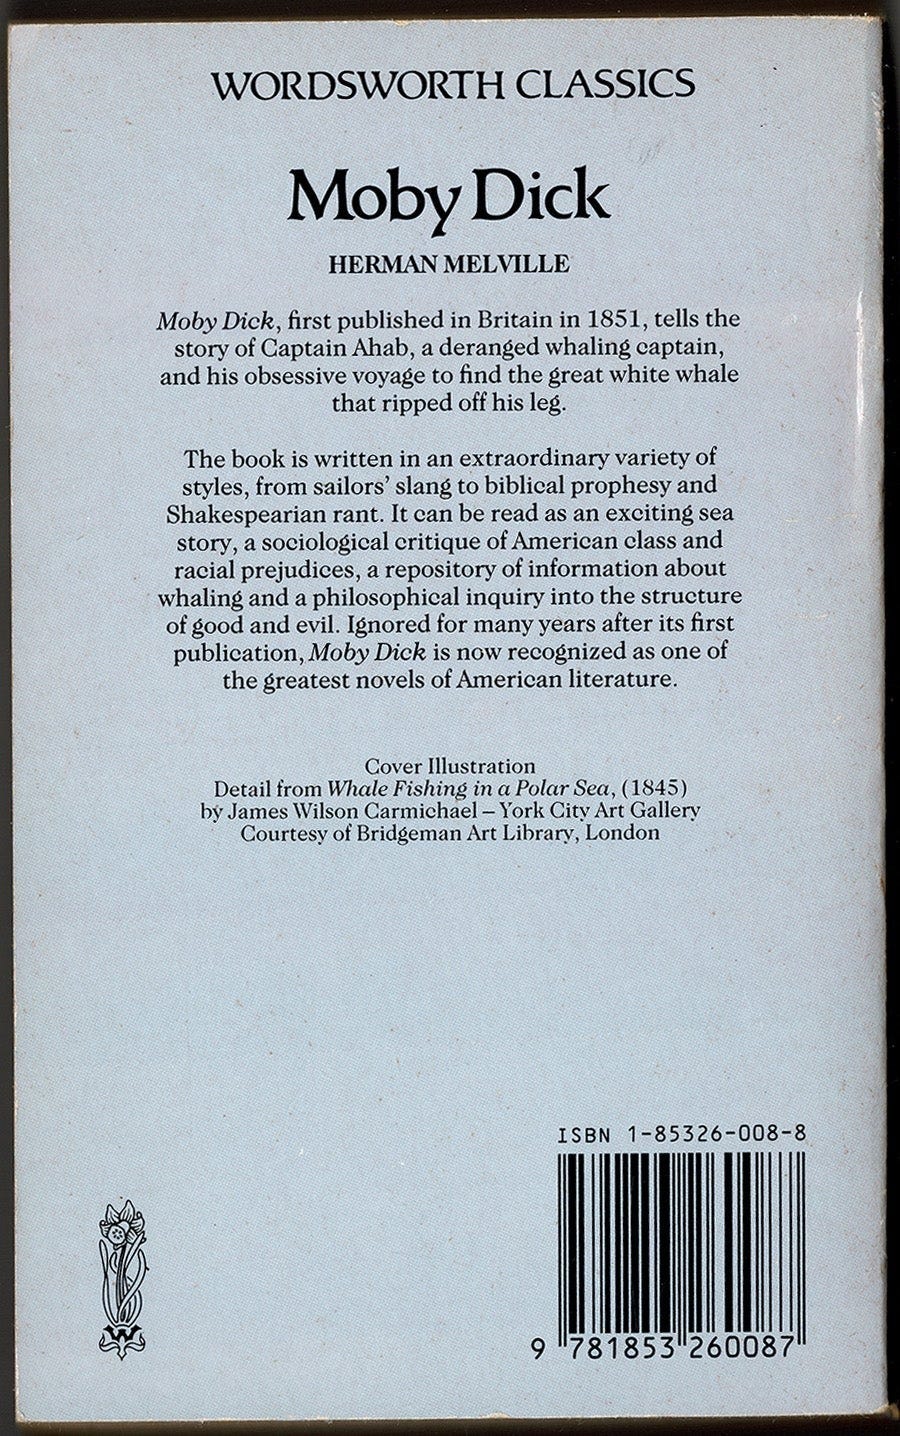 WORDSWORTH CLASSICS
Moby Dick
HERMAN MELVILLE
Moby Dick, first published in Britain in 1851, tells the
story of Captain Ahab, a deranged whaling captain,
and his obsessive voyage to find the great white whale
that ripped off his leg.
The book is written in an extraordinary variety of
styles, from sailors' slang to biblical prophesy and
Shakespearian rant. It can be read as an exciting sea
story, a sociological critique of American class and
racial prejudices, a repository of information about
whaling and a philosophical inquiry into the structure
of good and evil. Ignored for many years after its first
publication, Moby Dick is now recognized as one of
the greatest novels of American literature.
Cover Illustration
Detail from Whale Fishing in a Polar Sea, (1845)
by James Wilson Carmichael – York City Art Gallery
Courtesy of Bridgeman Art Library, London
ISBN 1-85326-008-8
9 781853 260087
W